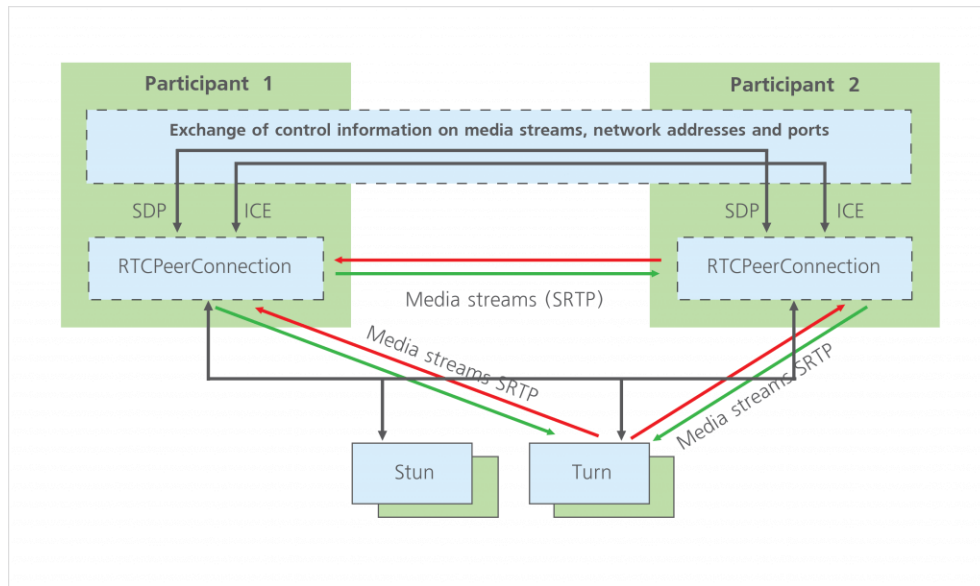 Participant 1
Participant 2
Exchange of control information on media streams, network addresses and ports
SDP
ICE
SDP
ICE
RTCPeerConnection
RTCPeerConnection
Media streams (SRTP)
Media streams SRTP
Media streams SRTP
Stun
Turn